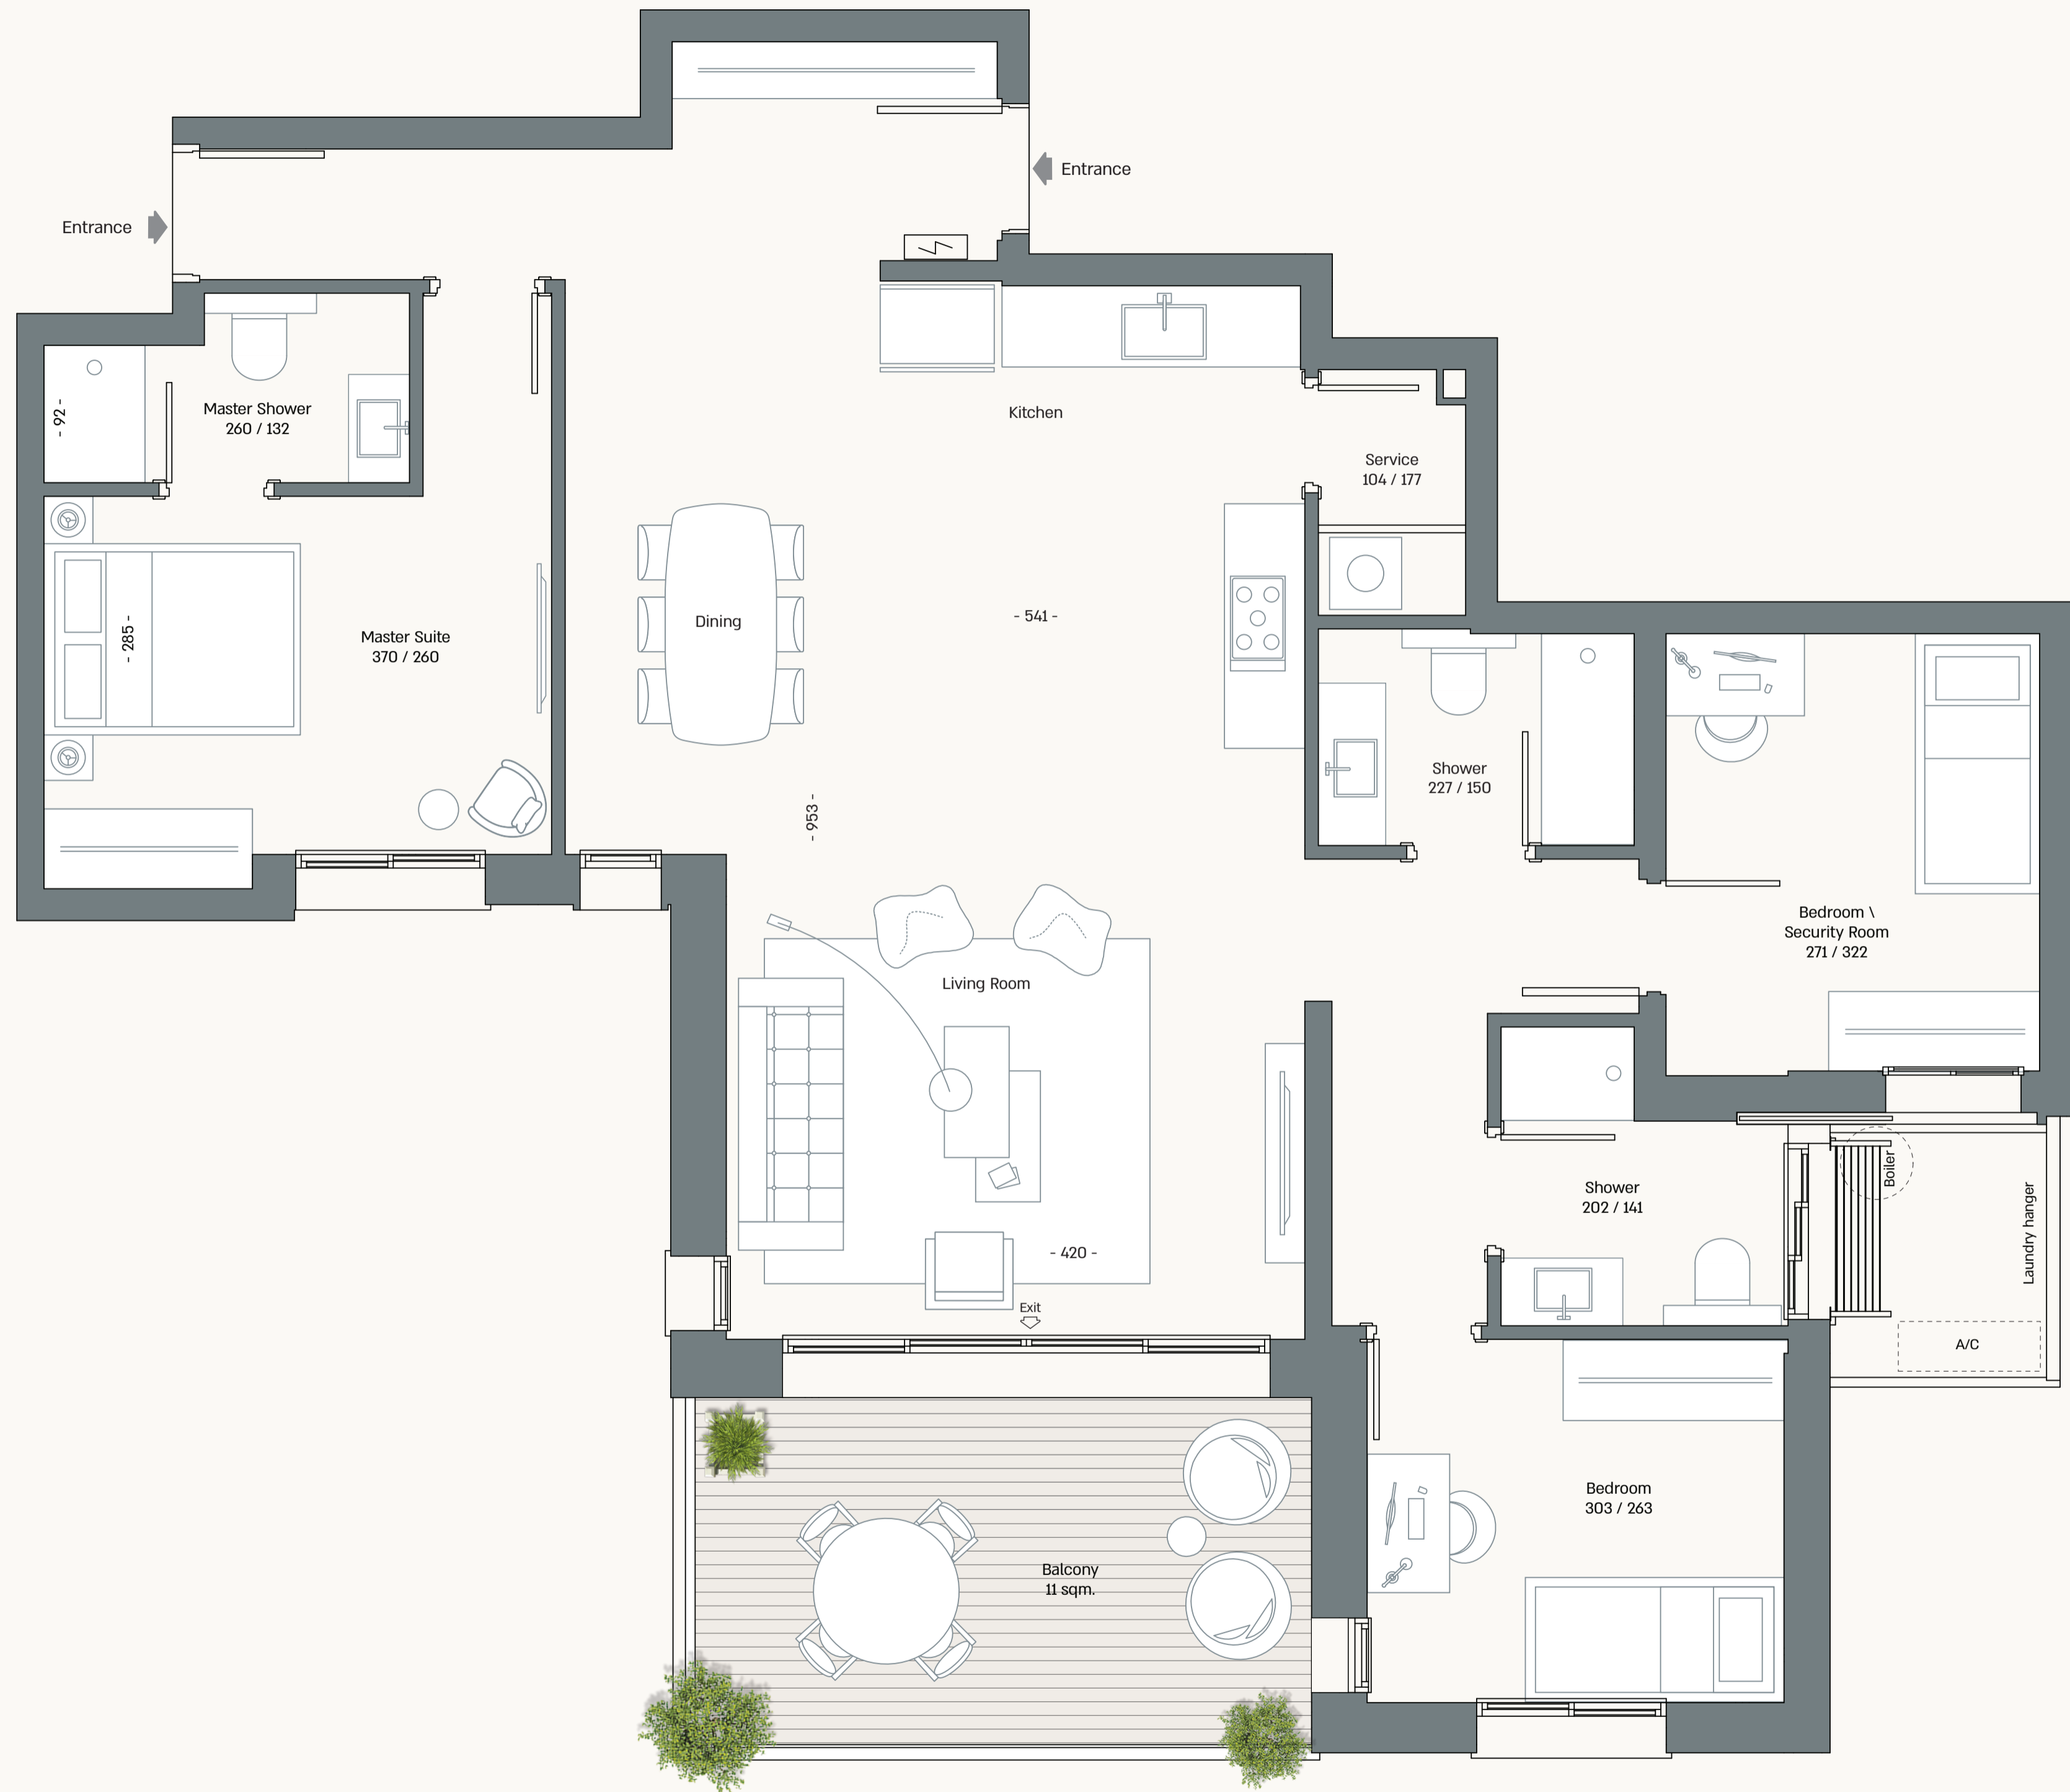 Entrance
Entrance
Master Shower
260 / 132
- 92 -
Kitchen
Service
104 / 177
Dining
- 541 -
- 285 -
Master Suite
370 / 260
Shower
227 / 150
- 953 -
Bedroom \
Security Room
271 / 322
Living Room
Boiler
Shower
202 / 141
Laundry hanger
- 420 -
Exit
A/C
Bedroom
303 / 263
Balcony
11 sqm.